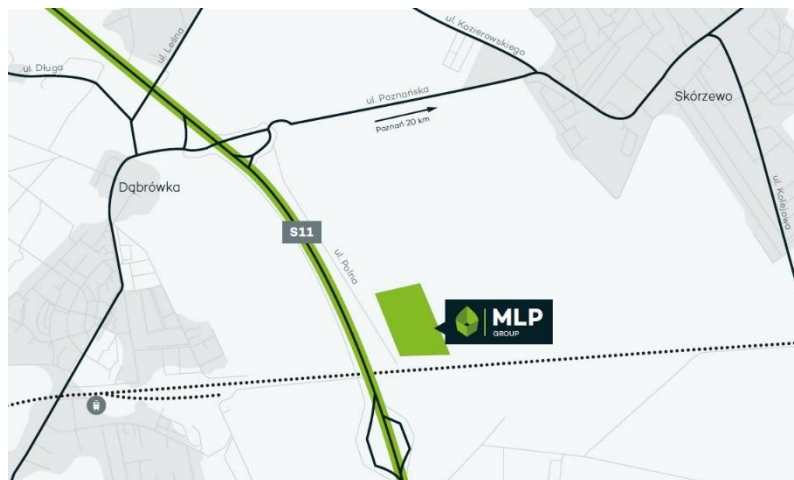 ul. Kozierowskiego
ul. Leśna
ul. Długa
ul. Poznańska
Skórzewo
Poznań 20 km
Dąbrówka
ul. Kolejowa
S11
ul. Polna
MLP
GROUP